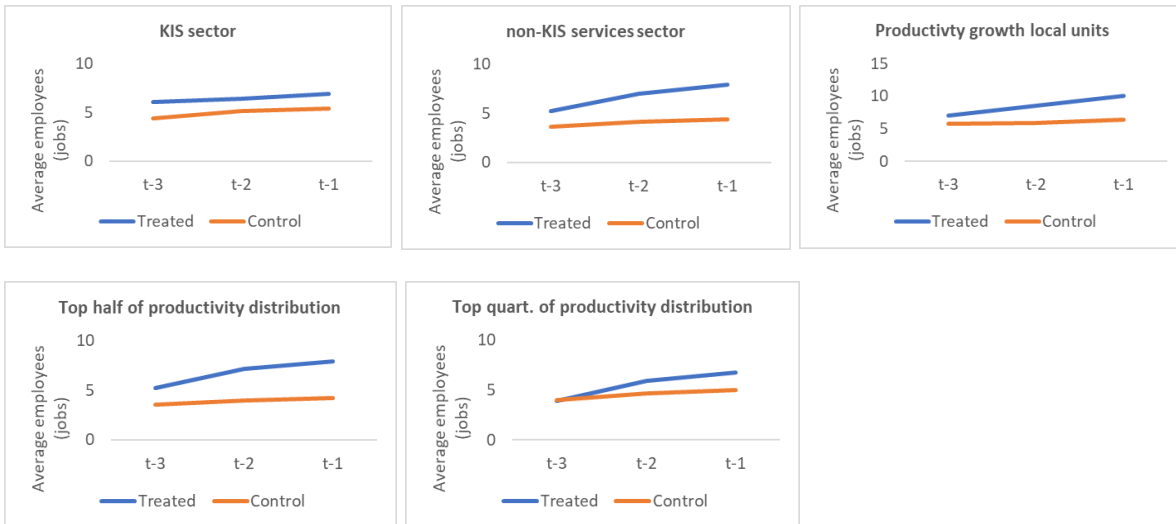 KIS sector
10
5
0
Average employees
(jobs)
t-3 t-2 t-1
Treated Control
non-KIS services sector
10
5
0
Average employees
(jobs)
t-3 t-2 t-1
Treated Control
Productivty growth local units
15
10
5
0
Average employees
(jobs)
t-3 t-2 t-1
Treated Control
Top half of productivity distribution
10
5
0
Average employees
(jobs)
t-3 t-2 t-1
Treated Control
Top quart. of productivity distribution
10
5
0
Average employees
(jobs)
t-3 t-2 t-1
Treated Control